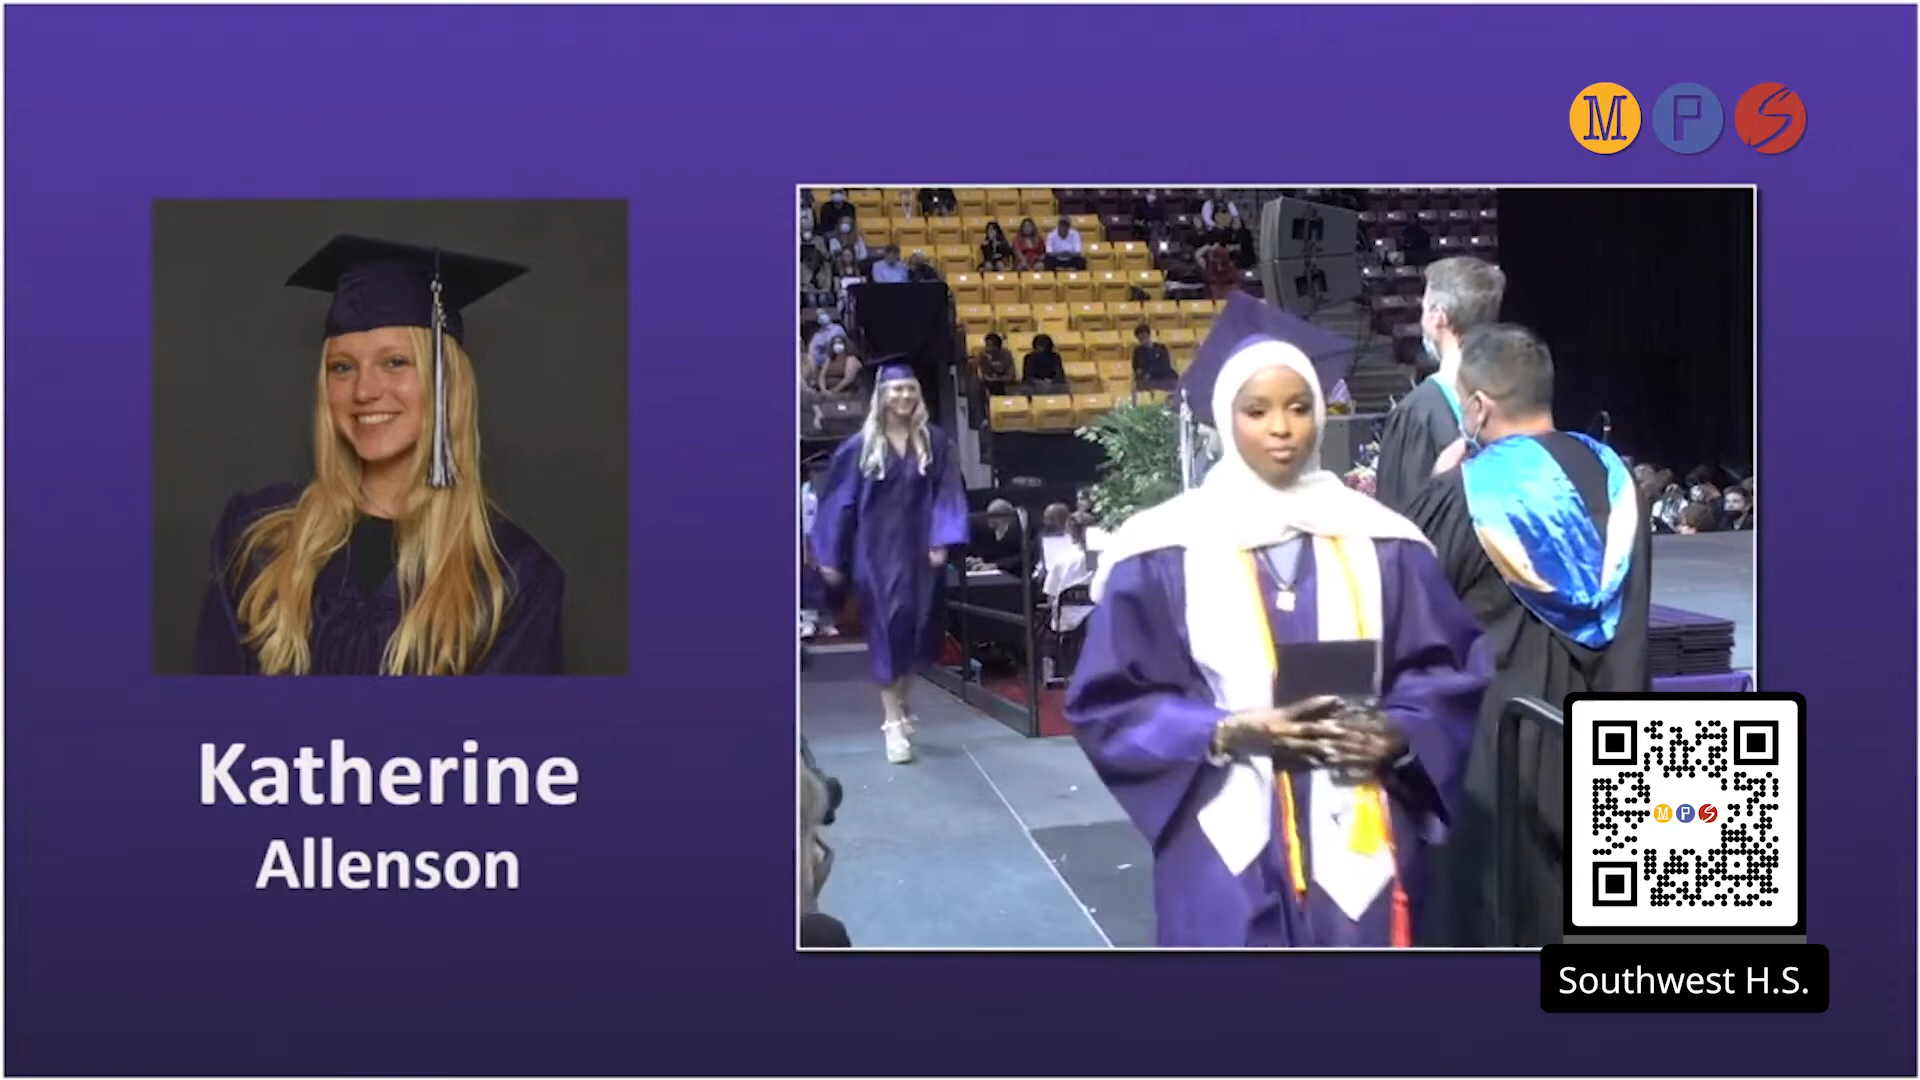 M P S
Katherine
Allenson
M P S
Southwest H.S.